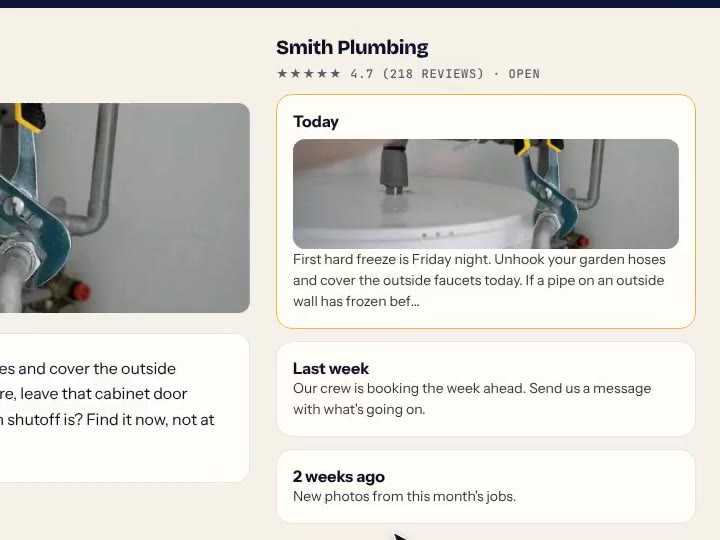 Smith Plumbing
★★★★★ 4.7 (218 REVIEWS) · OPEN
Today
First hard freeze is Friday night. Unhook your garden hoses
and cover the outside faucets today. If a pipe on an outside
wall has frozen bef...
Last week
Our crew is booking the week ahead. Send us a message
with what's going on.
2 weeks ago
New photos from this month's jobs.
es and cover the outside
re, leave that cabinet door
shutoff is? Find it now, not at